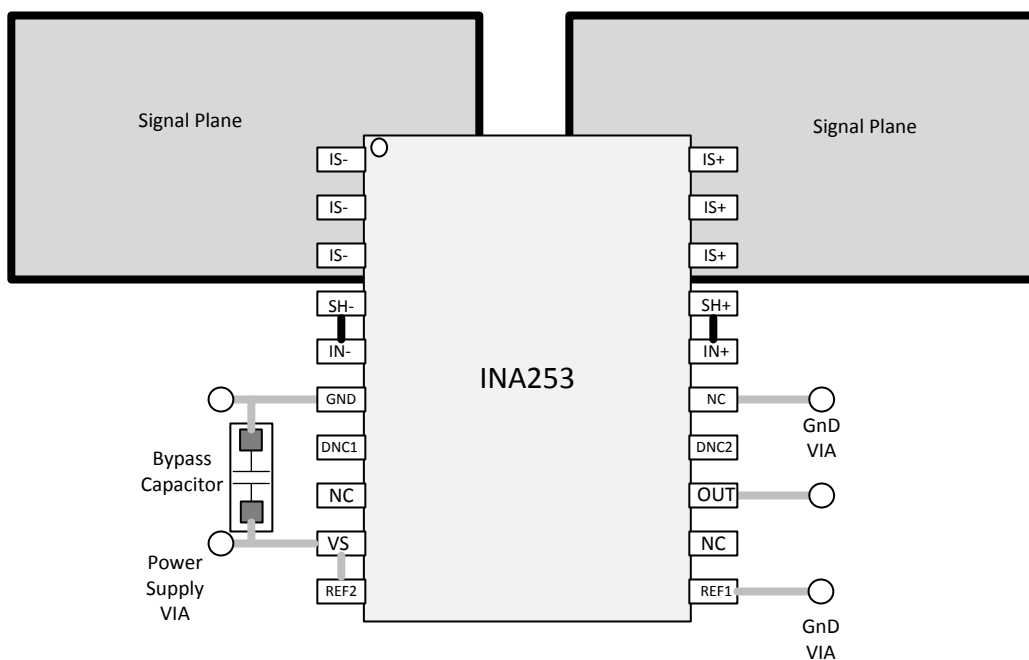 Signal Plane
Signal Plane
IS-
IS+
IS-
IS+
IS-
IS+
SH-
SH+
IN-
IN+
INA253
GND
NC
GnD
VIA
DNC1
DNC2
Bypass
Capacitor
NC
OUT
VS
NC
Power
Supply
VIA
REF2
REF1
GnD
VIA